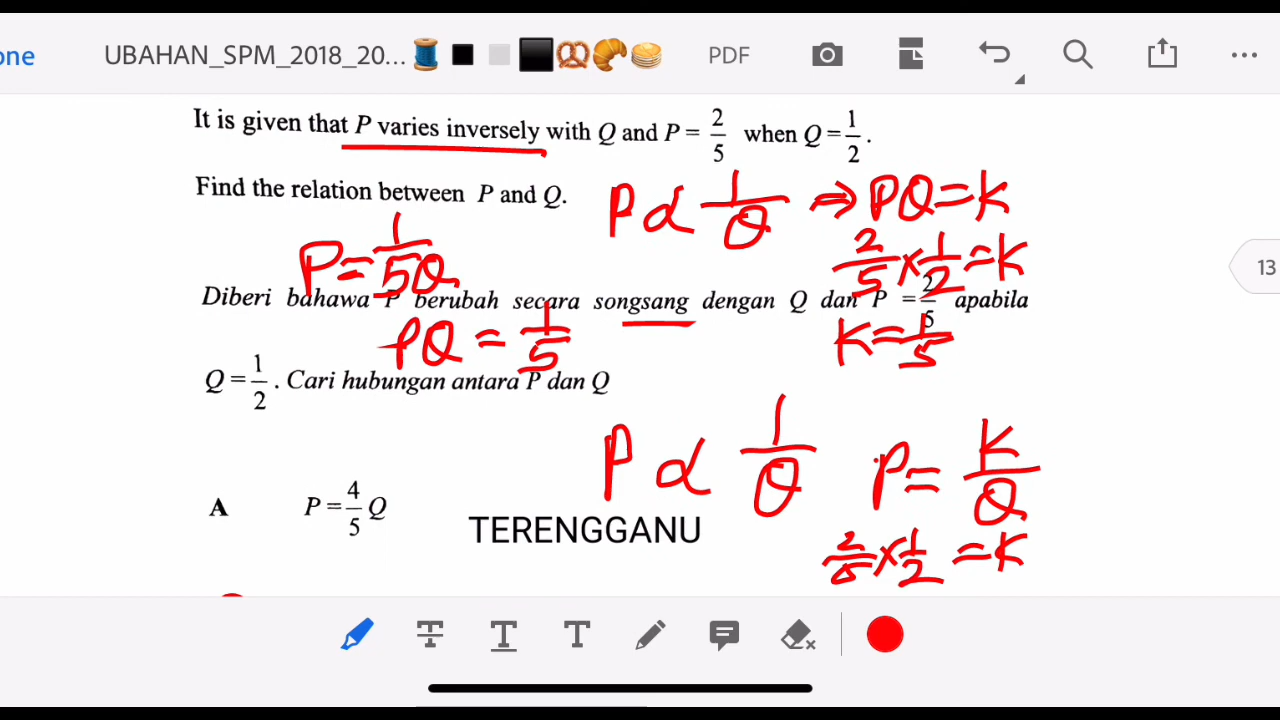 one
UBAHAN_SPM_2018_20...
PDF
It is given that P varies inversely with Q and P = 2/5 when Q = 1/2.
Find the relation between P and Q.
P ∝ 1/Q ⇒ PQ = K
2/5 × 1/2 = K
P = 1/5Q
Diberi bahawa P berubah secara songsang dengan Q dan P = 2/5 apabila
PQ = 1/5
K = 1/5
Q = 1/2 . Cari hubungan antara P dan Q
P ∝ 1/Q P = K/Q
A P = 4/5 Q
TERENGGANU
2/5 × 1/2 = K
13